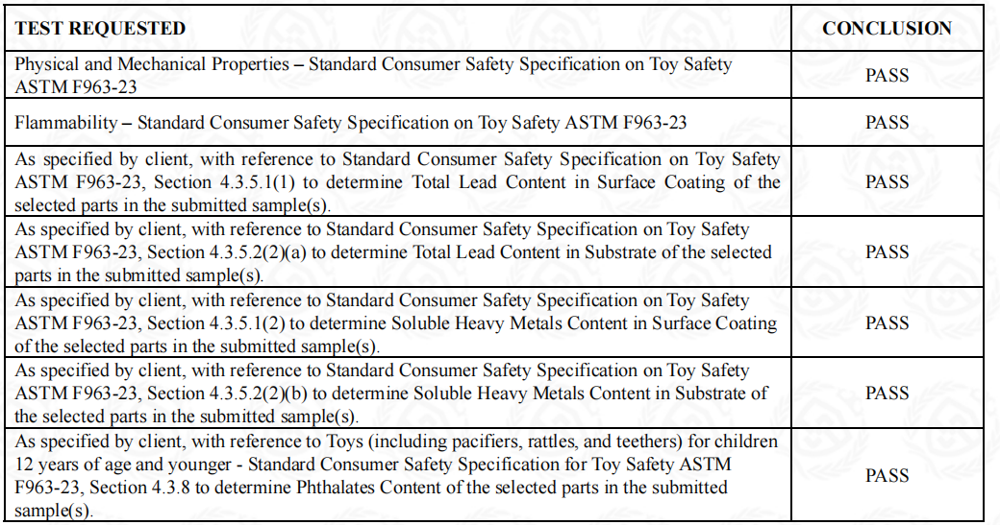 TEST REQUESTED CONCLUSION
Physical and Mechanical Properties – Standard Consumer Safety Specification on Toy Safety
ASTM F963-23
PASS
Flammability – Standard Consumer Safety Specification on Toy Safety ASTM F963-23 PASS
As specified by client, with reference to Standard Consumer Safety Specification on Toy Safety
ASTM F963-23, Section 4.3.5.1(1) to determine Total Lead Content in Surface Coating of the
selected parts in the submitted sample(s).
PASS
As specified by client, with reference to Standard Consumer Safety Specification on Toy Safety
ASTM F963-23, Section 4.3.5.2(2)(a) to determine Total Lead Content in Substrate of the selected
parts in the submitted sample(s).
PASS
As specified by client, with reference to Standard Consumer Safety Specification on Toy Safety
ASTM F963-23, Section 4.3.5.1(2) to determine Soluble Heavy Metals Content in Surface Coating
of the selected parts in the submitted sample(s).
PASS
As specified by client, with reference to Standard Consumer Safety Specification on Toy Safety
ASTM F963-23, Section 4.3.5.2(2)(b) to determine Soluble Heavy Metals Content in Substrate of
the selected parts in the submitted sample(s).
PASS
As specified by client, with reference to Toys (including pacifiers, rattles, and teethers) for children
12 years of age and younger - Standard Consumer Safety Specification for Toy Safety ASTM
F963-23, Section 4.3.8 to determine Phthalates Content of the selected parts in the submitted
sample(s).
PASS